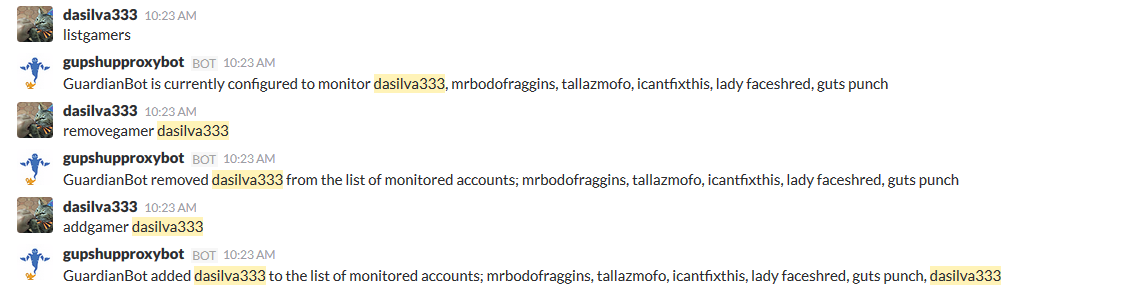 dasilva333 10:23 AM
listgamers
gupshupproxybot BOT 10:23 AM
GuardianBot is currently configured to monitor dasilva333, mrbodofraggins, tallazmofo, icantfixthis, lady faceshred, guts punch
dasilva333 10:23 AM
removegamer dasilva333
gupshupproxybot BOT 10:23 AM
GuardianBot removed dasilva333 from the list of monitored accounts; mrbodofraggins, tallazmofo, icantfixthis, lady faceshred, guts punch
dasilva333 10:23 AM
addgamer dasilva333
gupshupproxybot BOT 10:23 AM
GuardianBot added dasilva333 to the list of monitored accounts; mrbodofraggins, tallazmofo, icantfixthis, lady faceshred, guts punch, dasilva333